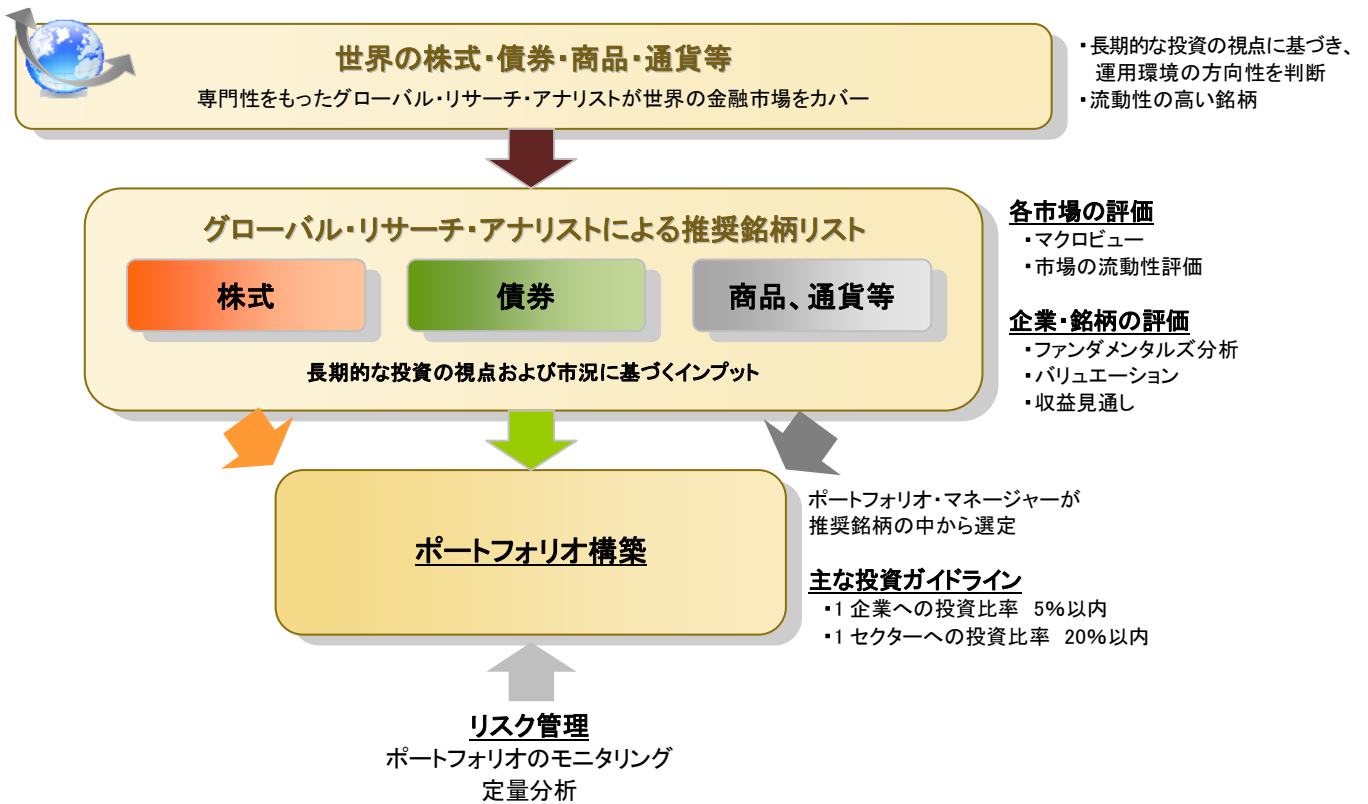 世界の株式・債券・商品・通貨等
専門性をもったグローバル・リサーチ・アナリストが世界の金融市場をカバー
・長期的な投資の視点に基づき、
運用環境の方向性を判断
・流動性の高い銘柄
グローバル・リサーチ・アナリストによる推奨銘柄リスト
株式
債券
商品、通貨等
長期的な投資の視点および市況に基づくインプット
各市場の評価
・マクロビュー
・市場の流動性評価
企業・銘柄の評価
・ファンダメンタルズ分析
・バリュエーション
・収益見通し
ポートフォリオ構築
ポートフォリオ・マネージャーが
推奨銘柄の中から選定
主な投資ガイドライン
・1 企業への投資比率 5%以内
・1 セクターへの投資比率 20%以内
リスク管理
ポートフォリオのモニタリング
定量分析